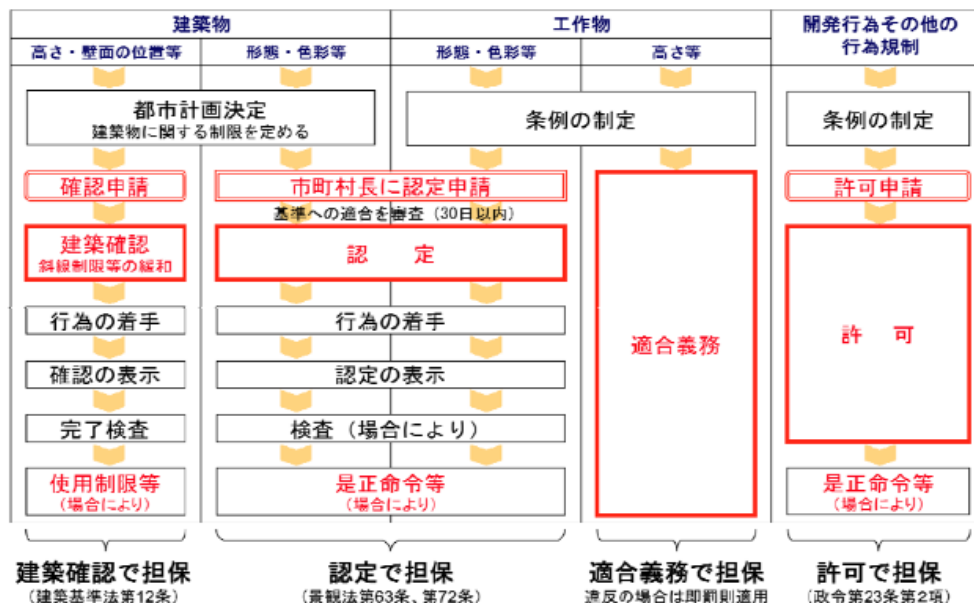 建築物
工作物
開発行為その他の
行為規制
高さ・壁面の位置等
形態・色彩等
形態・色彩等
高さ等
都市計画決定
建築物に関する制限を定める
条例の制定
条例の制定
確認申請
市町村長に認定申請
許可申請
基準への適合を審査（30日以内）
建築確認
斜線制限等の緩和
認　定
適合義務
許　可
行為の着手
行為の着手
確認の表示
認定の表示
完了検査
検査（場合により）
使用制限等
（場合により）
是正命令等
（場合により）
是正命令等
（場合により）
建築確認で担保
（建築基準法第12条）
認定で担保
（景観法第63条、第72条）
適合義務で担保
違反の場合は即罰則適用
許可で担保
（政令第23条第2項）